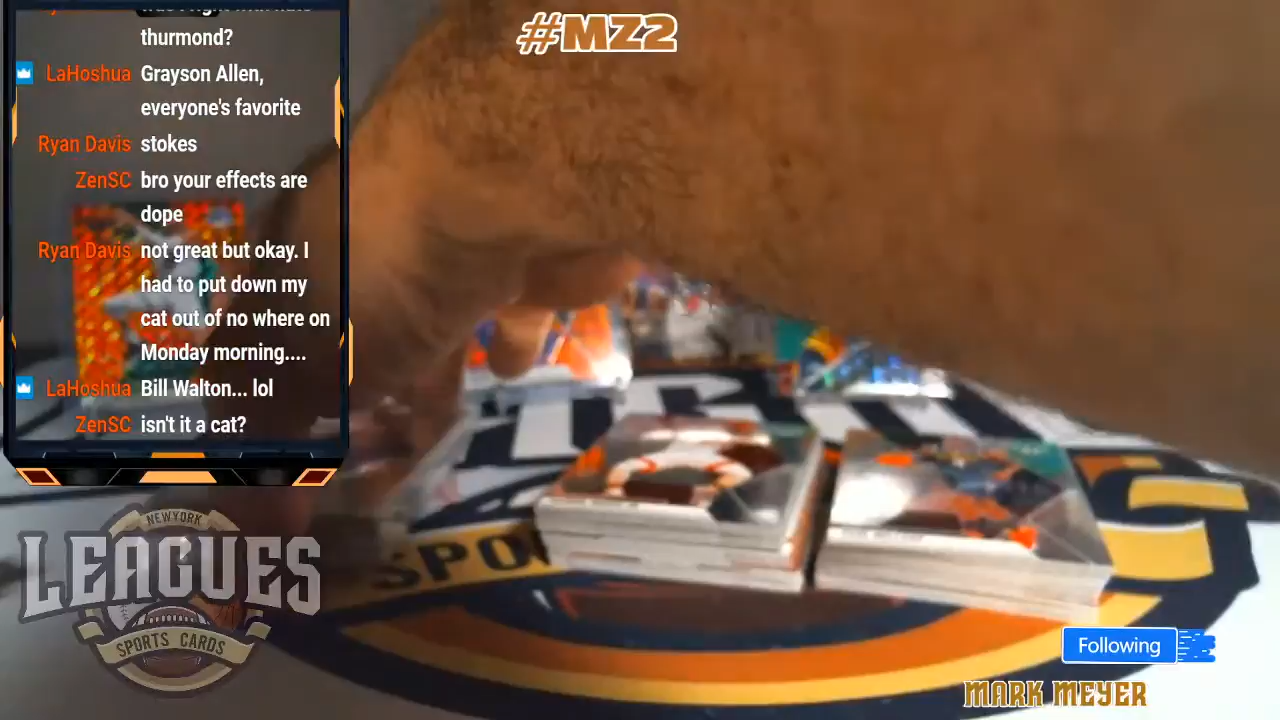 thurmond?
LaHoshua Grayson Allen,
everyone's favorite
Ryan Davis stokes
ZenSC bro your effects are
dope
Ryan Davis not great but okay. I
had to put down my
cat out of no where on
Monday morning....
LaHoshua Bill Walton... lol
ZenSC isn't it a cat?
#MZ2
NEWYORK
LEAGUES
SPORTS CARDS
SPO
Following
MARK MEYER